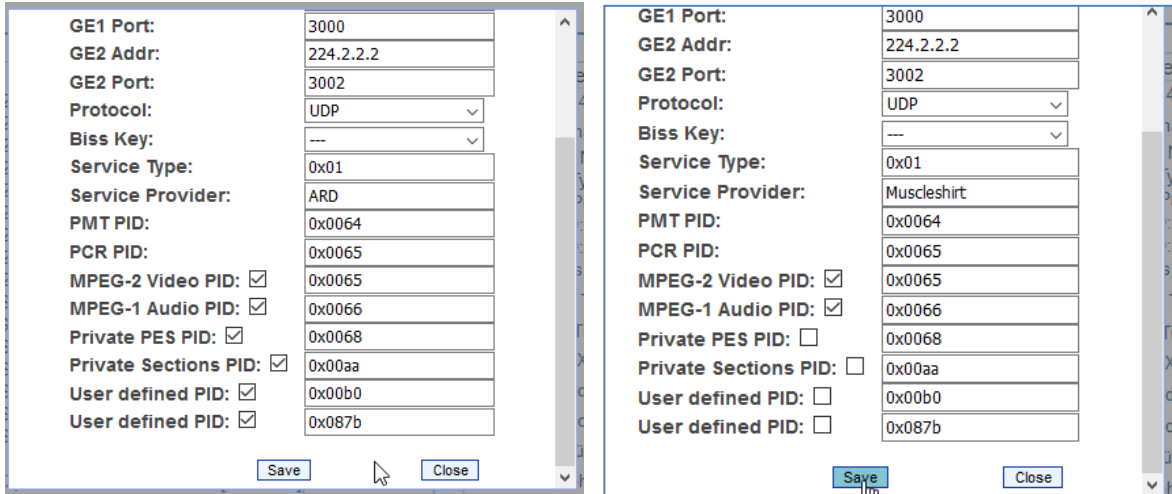 GE1 Port: 3000
GE2 Addr: 224.2.2.2
GE2 Port: 3002
Protocol: UDP
Biss Key: ---
Service Type: 0x01
Service Provider: ARD
PMT PID: 0x0064
PCR PID: 0x0065
MPEG-2 Video PID: 0x0065
MPEG-1 Audio PID: 0x0066
Private PES PID: 0x0068
Private Sections PID: 0x00aa
User defined PID: 0x00b0
User defined PID: 0x087b
Save Close
GE1 Port: 3000
GE2 Addr: 224.2.2.2
GE2 Port: 3002
Protocol: UDP
Biss Key: ---
Service Type: 0x01
Service Provider: Muscleshirt
PMT PID: 0x0064
PCR PID: 0x0065
MPEG-2 Video PID: 0x0065
MPEG-1 Audio PID: 0x0066
Private PES PID: 0x0068
Private Sections PID: 0x00aa
User defined PID: 0x00b0
User defined PID: 0x087b
Save Close